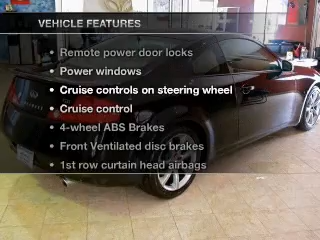 VEHICLE FEATURES
• Remote power door locks
• Power windows
• Cruise controls on steering wheel
• Cruise control
• 4-wheel ABS Brakes
• Front Ventilated disc brakes
• 1st row curtain head airbags